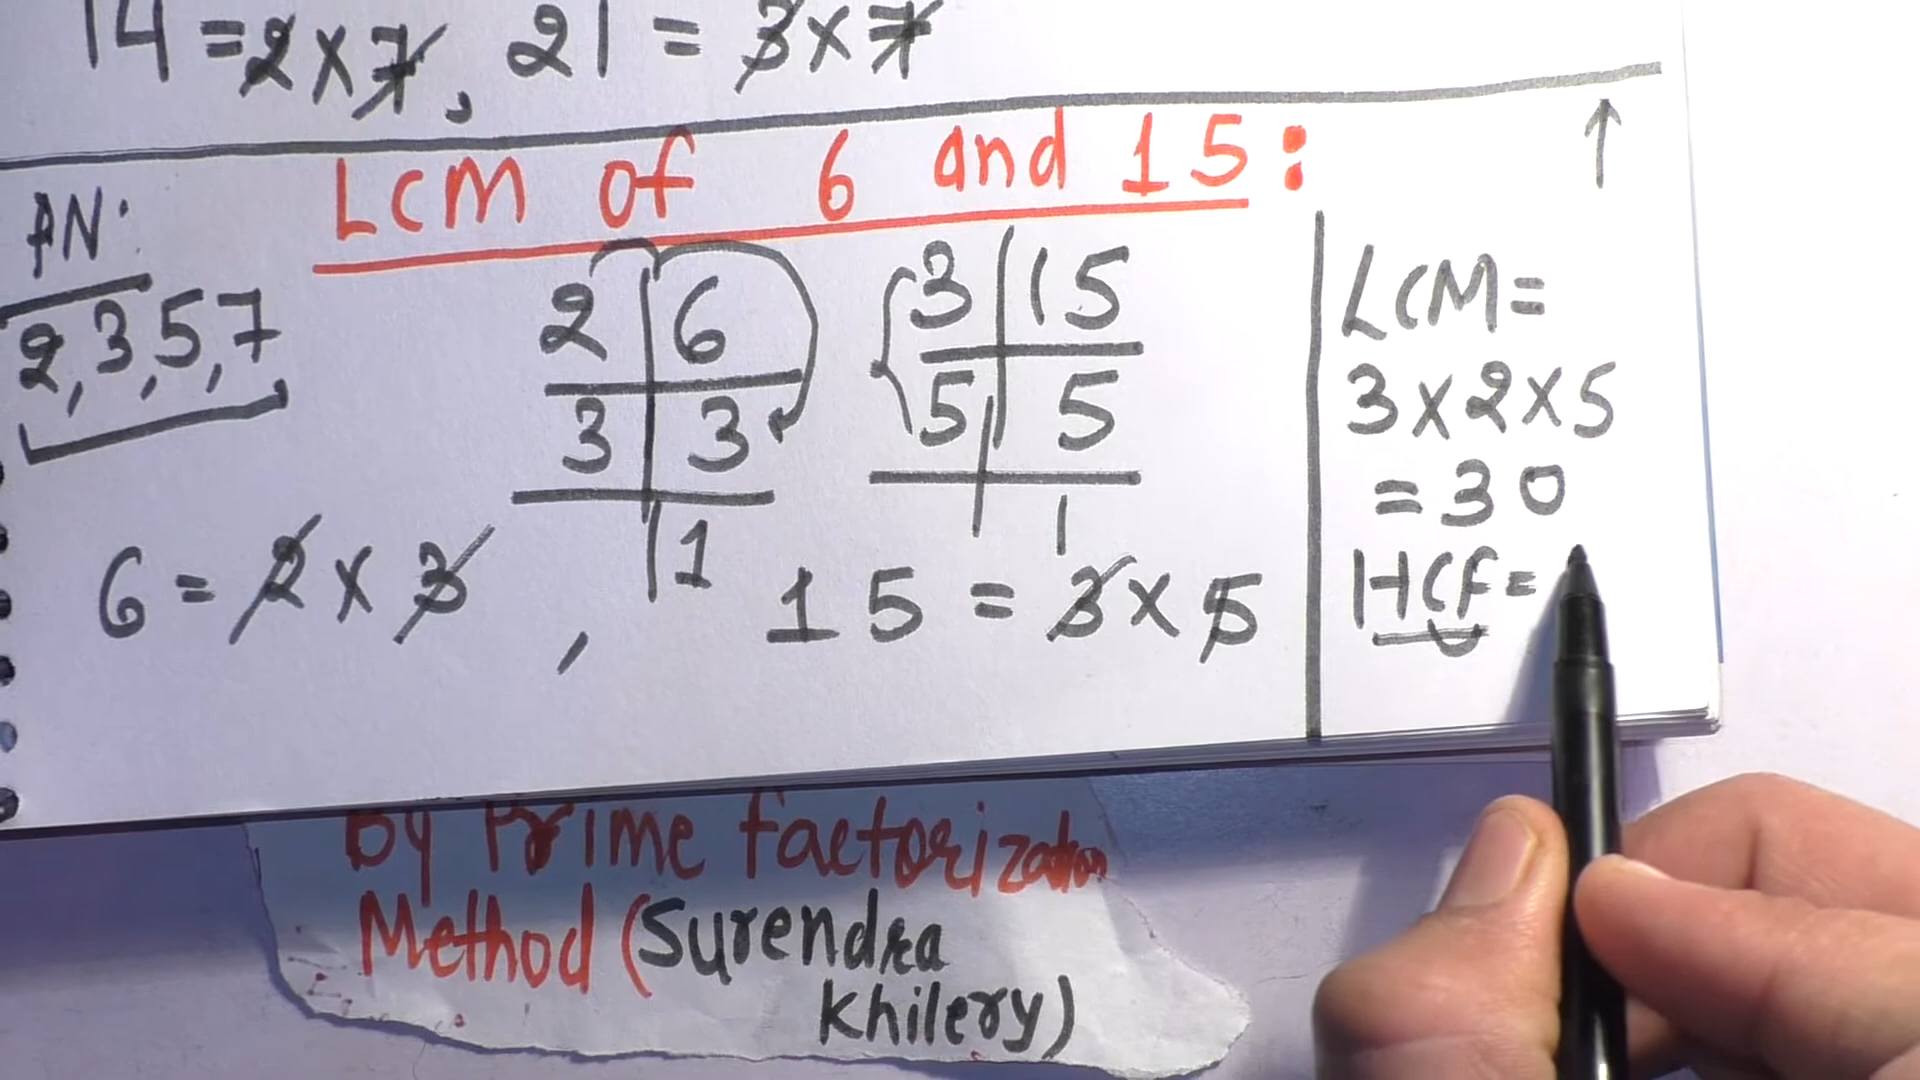 14 = 2 x 7, 21 = 3 x 7
LCM of 6 and 15:
PN:
2, 3, 5, 7
2 6
3 3
1
3 15
5 5
1
6 = 2 x 3, 15 = 3 x 5
LCM =
3 x 2 x 5
= 30
HCF =
By Prime factorization
Method (Surendra
Khilery)